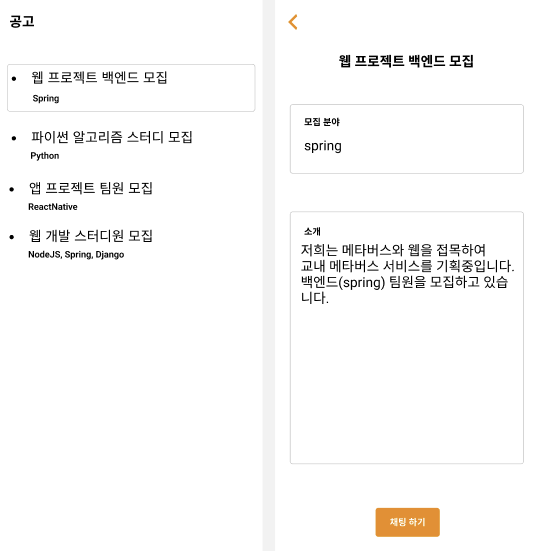 공고
웹 프로젝트 백엔드 모집
Spring
파이썬 알고리즘 스터디 모집
Python
앱 프로젝트 팀원 모집
ReactNative
웹 개발 스터디원 모집
NodeJS, Spring, Django
웹 프로젝트 백엔드 모집
모집 분야
spring
소개
저희는 메타버스와 웹을 접목하여
교내 메타버스 서비스를 기획중입니다.
백엔드(spring) 팀원을 모집하고 있습
니다.
채팅 하기